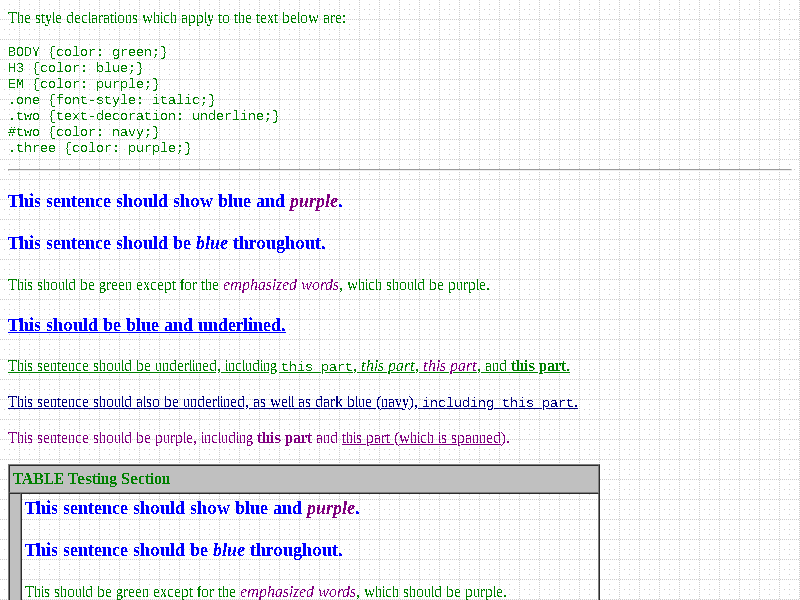 The style declarations which apply to the text below are:
BODY {color: green;}
H3 {color: blue;}
EM {color: purple;}
.one {font-style: italic;}
.two {text-decoration: underline;}
#two {color: navy;}
.three {color: purple;}
This sentence should show blue and purple.
This sentence should be blue throughout.
This should be green except for the emphasized words, which should be purple.
This should be blue and underlined.
This sentence should be underlined, including this part, this part, this part, and this part.
This sentence should also be underlined, as well as dark blue (navy), including this part.
This sentence should be purple, including this part and this part (which is spanned).
TABLE Testing Section
This sentence should show blue and purple.
This sentence should be blue throughout.
This should be green except for the emphasized words, which should be purple.